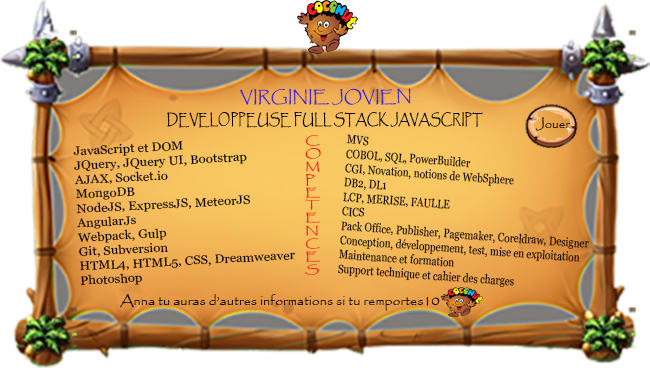 COCONUT
VIRGINIE JOVIEN
DEVELOPPEUSE FULL STACK JAVASCRIPT
Jouer
COMPETENCES
JavaScript et DOM
JQuery, JQuery UI, Bootstrap
AJAX, Socket.io
MongoDB
NodeJS, ExpressJS, MeteorJS
AngularJs
Webpack, Gulp
Git, Subversion
HTML4, HTML5, CSS, Dreamweaver
Photoshop
MVS
COBOL, SQL, PowerBuilder
CGI, Novation, notions de WebSphere
DB2, DL1
LCP, MERISE, FAULLE
CICS
Pack Office, Publisher, Pagemaker, Coreldraw, Designer
Conception, développement, test, mise en exploitation
Maintenance et formation
Support technique et cahier des charges
Anna tu auras d'autres informations si tu remportes 10
COCONUT